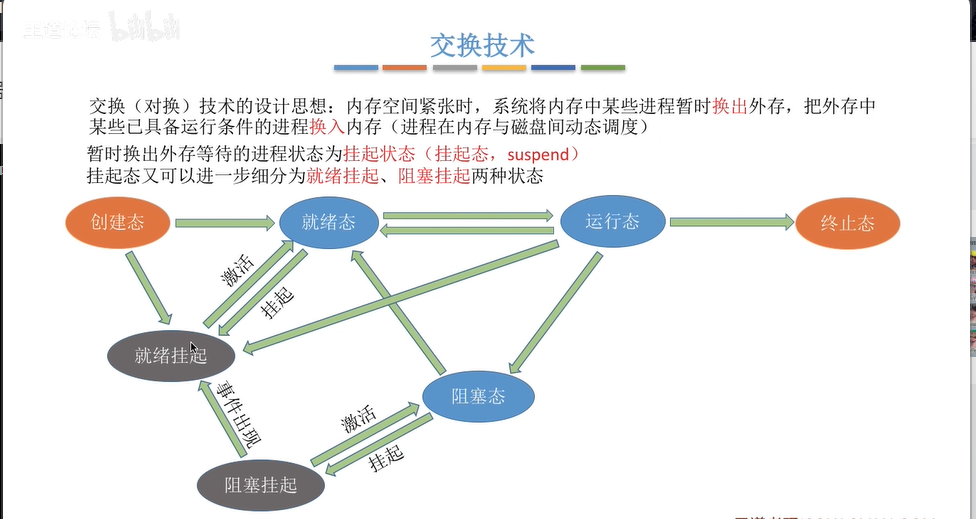 bilibili
交换技术
交换（对换）技术的设计思想：内存空间紧张时，系统将内存中某些进程暂时换出外存，把外存中
某些已具备运行条件的进程换入内存（进程在内存与磁盘间动态调度）
暂时换出外存等待的进程状态为挂起状态（挂起态，suspend）
挂起态又可以进一步细分为就绪挂起、阻塞挂起两种状态
创建态
就绪态
运行态
终止态
激活
挂起
就绪挂起
事件出现
阻塞态
激活
挂起
阻塞挂起